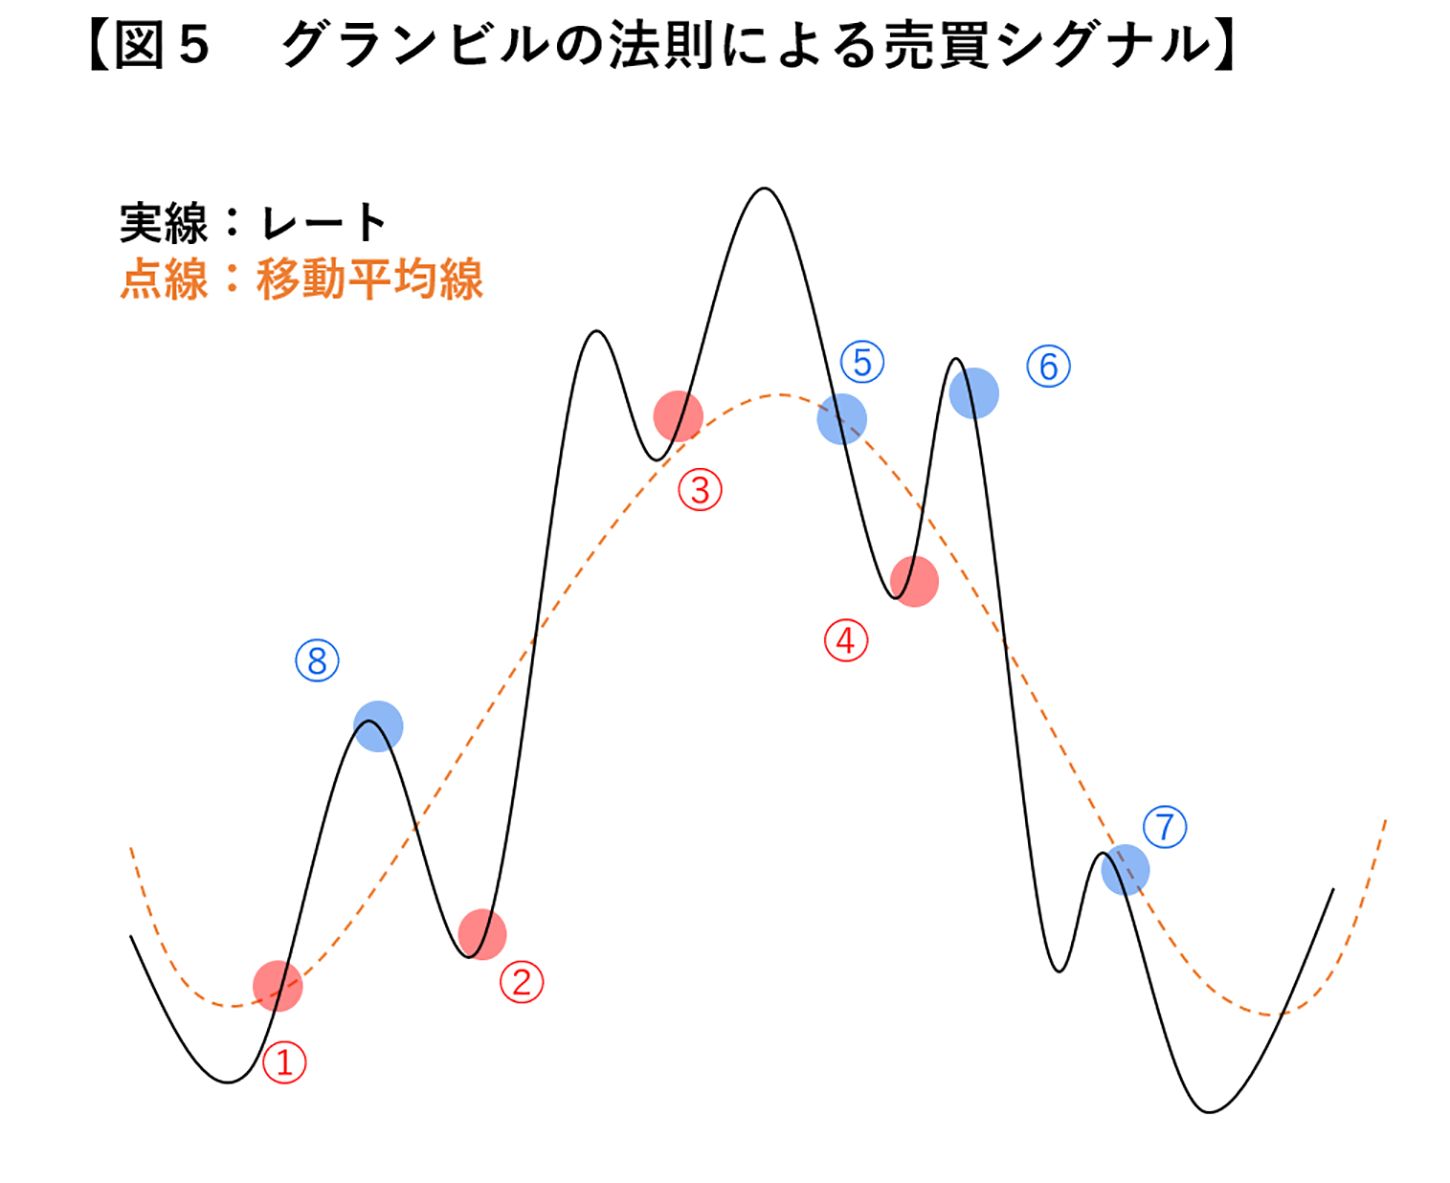 【図５　グランビルの法則による売買シグナル】
実線：レート
点線：移動平均線
⑤
⑥
③
④
⑧
⑦
②
①